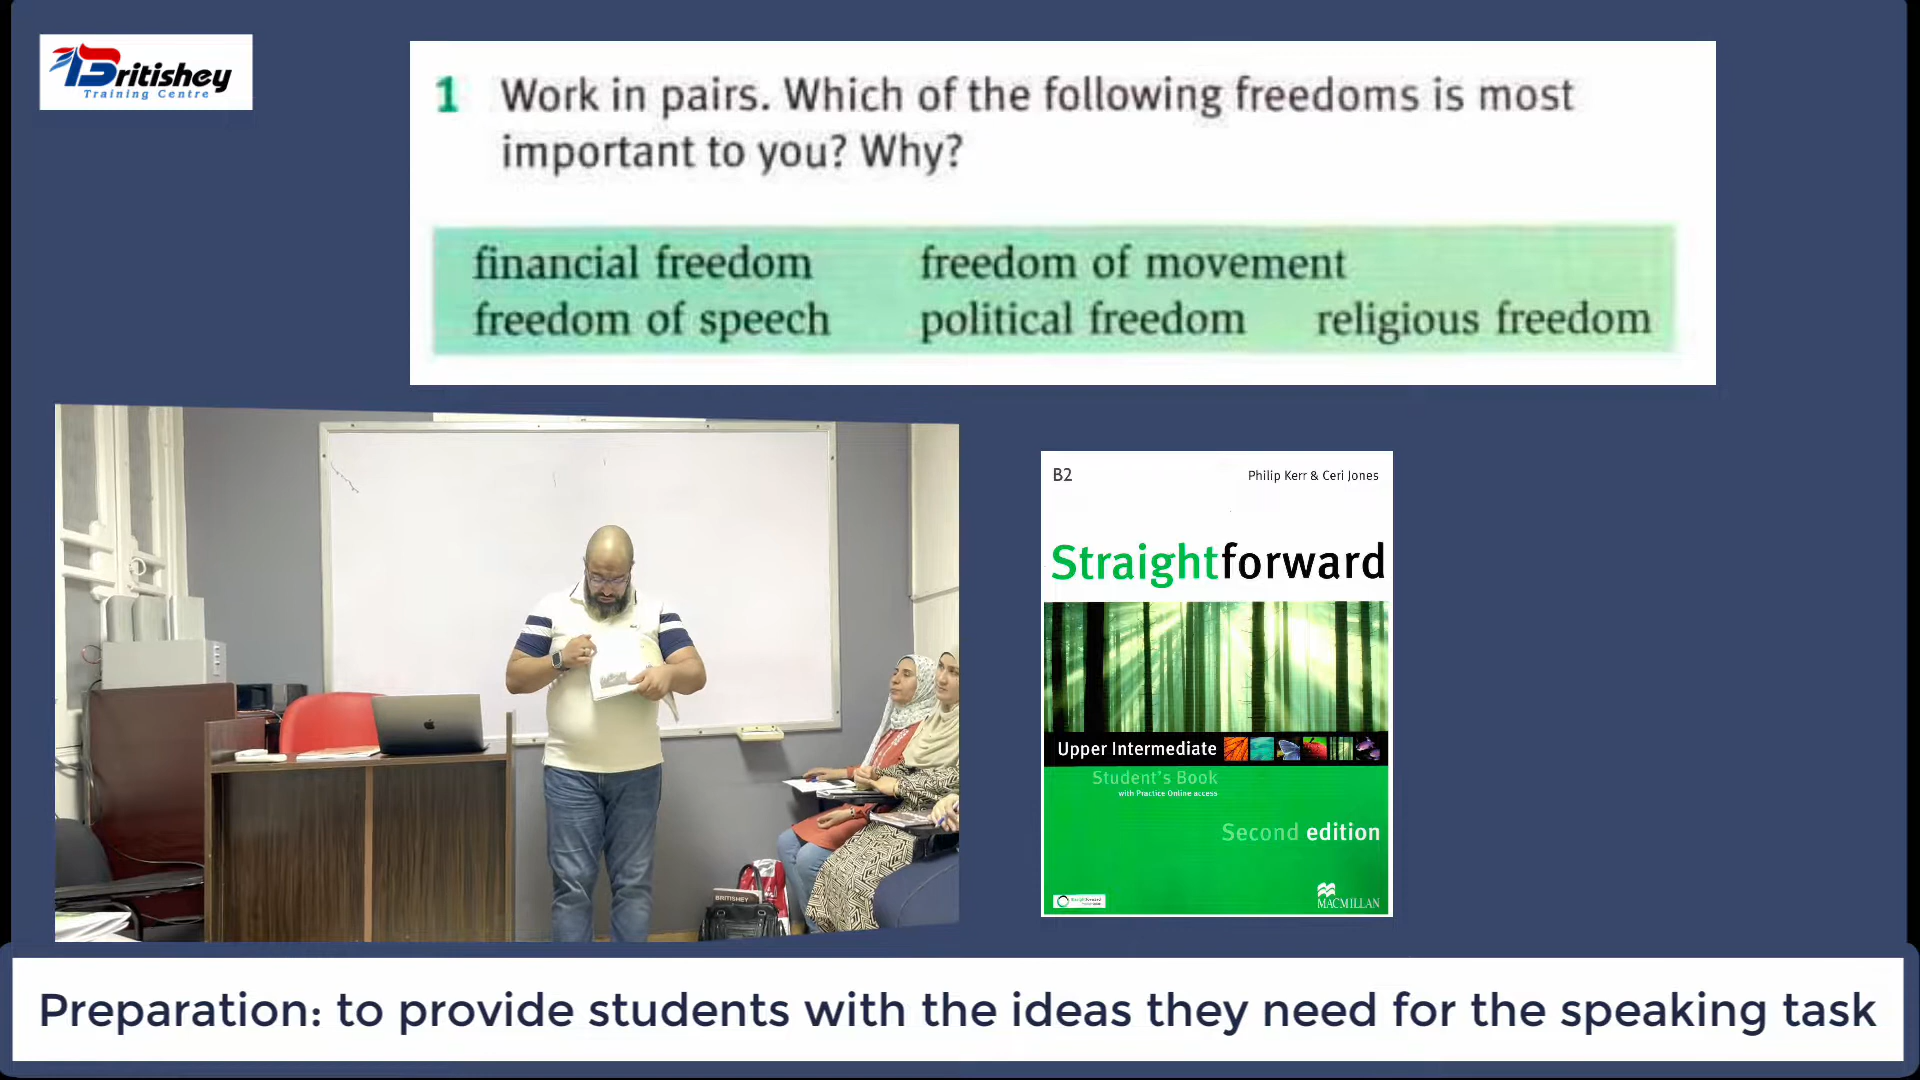 Britishey
Training Centre
1 Work in pairs. Which of the following freedoms is most
important to you? Why?
financial freedom freedom of movement
freedom of speech political freedom religious freedom
B2 Philip Kerr & Ceri Jones
Straightforward
Upper Intermediate
Student's Book
with Practice Online access
Second edition
MACMILLAN
BRITISHEY
Preparation: to provide students with the ideas they need for the speaking task